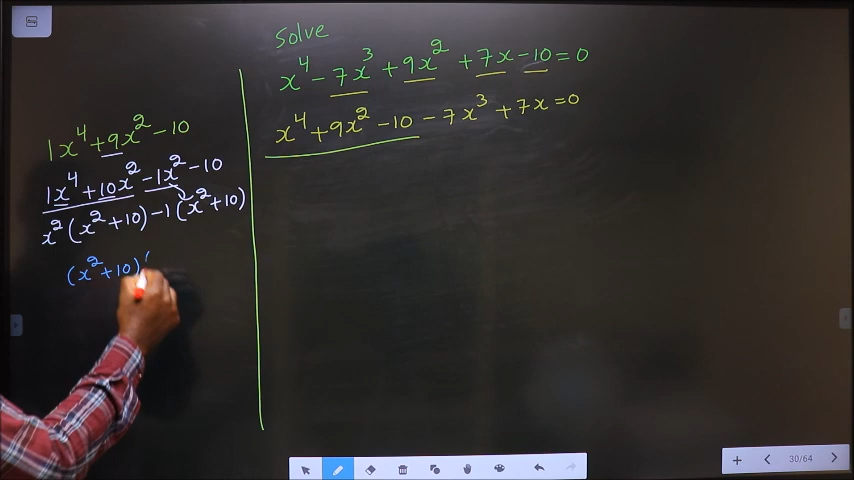 Solve
x⁴ - 7x³ + 9x² + 7x - 10 = 0
x⁴ + 9x² - 10 - 7x³ + 7x = 0
1x⁴ + 9x² - 10
1x⁴ + 10x² - 1x² - 10
x² (x² + 10) - 1 (x² + 10)
(x² + 10) (
30/64